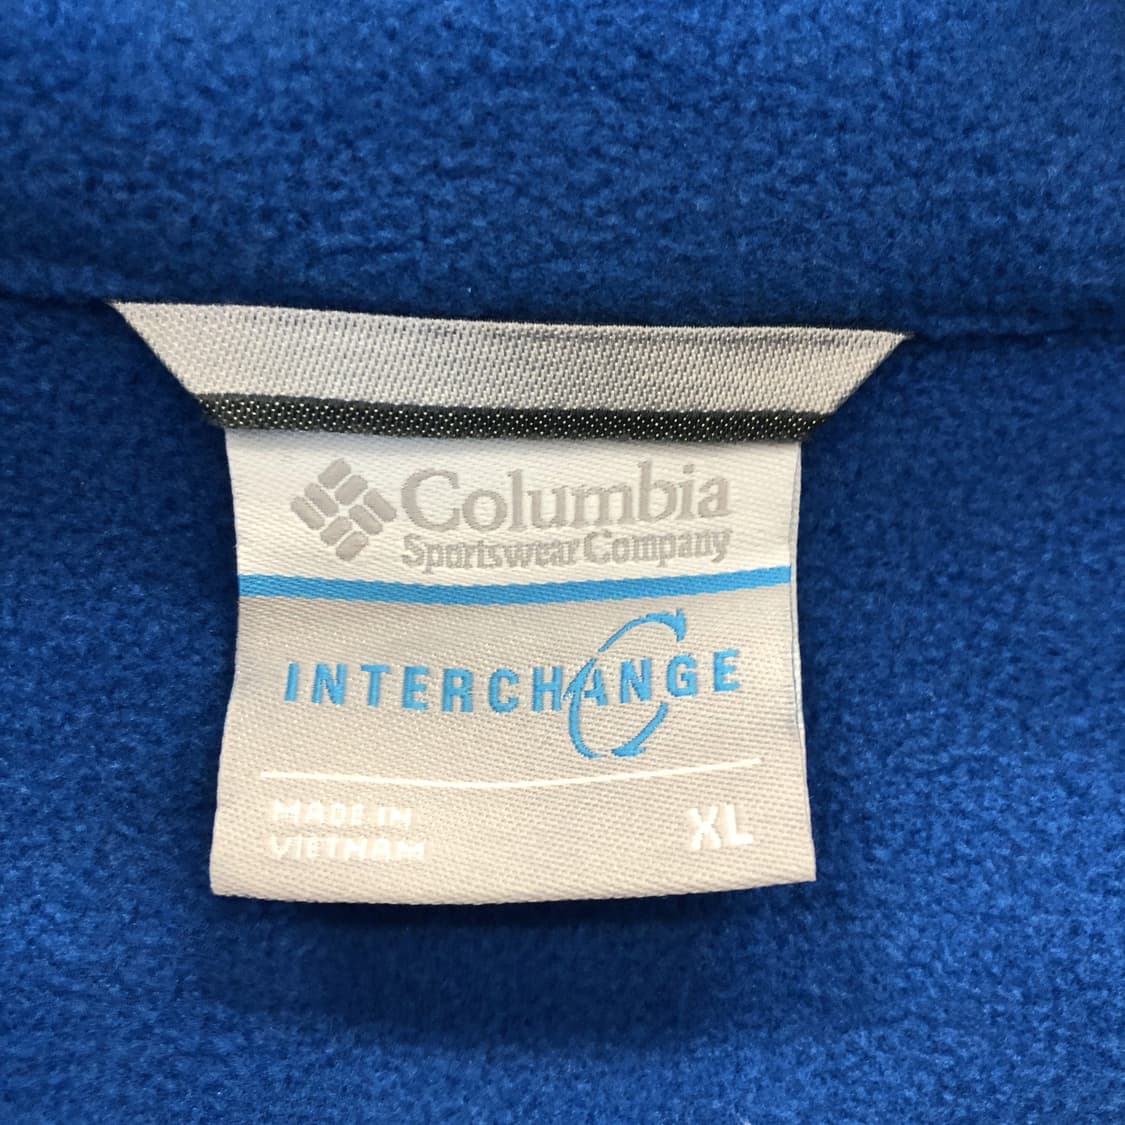 Columbia
Sportswear Company
INTERCHANGE
MADE IN
VIETNAM
XL